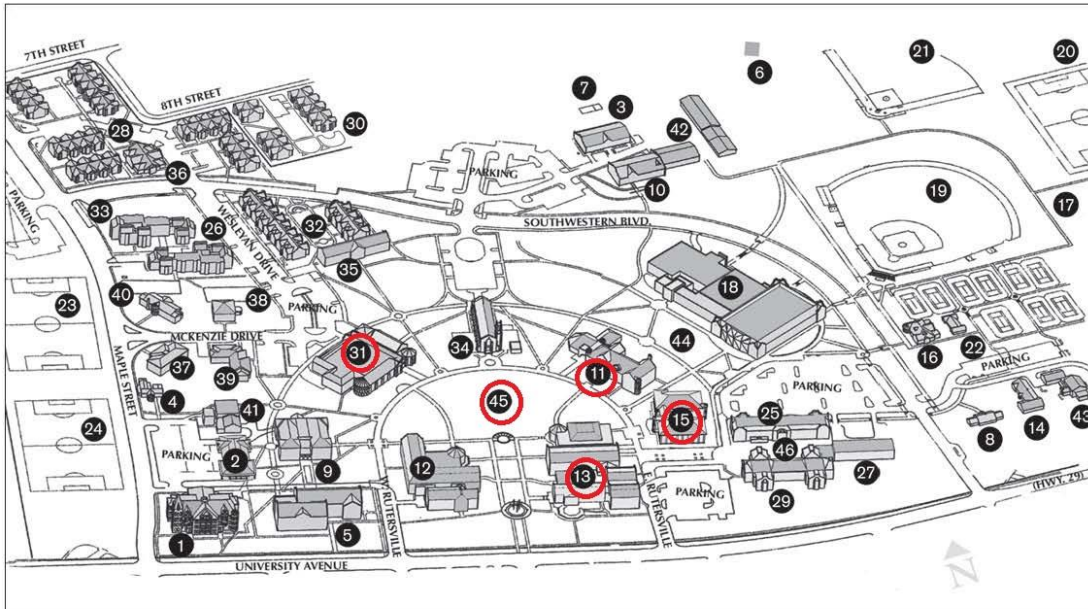 7TH STREET
8TH STREET
21
20
6
7
3
42
28
30
36
PARKING
10
19
PARKING
33
WESLEYAN DRIVE
26
32
SOUTHWESTERN BLVD.
17
35
23
40
38
PARKING
18
MCKENZIE DRIVE
31
34
44
16
22
37
39
MAPLE STREET
11
PARKING
4
45
PARKING
43
24
41
15
25
14
8
2
9
12
46
27
PARKING
13
29
PARKING
(HWY. 29)
1
5
RUTERSVILLE
RUTERSVILLE
UNIVERSITY AVENUE
N